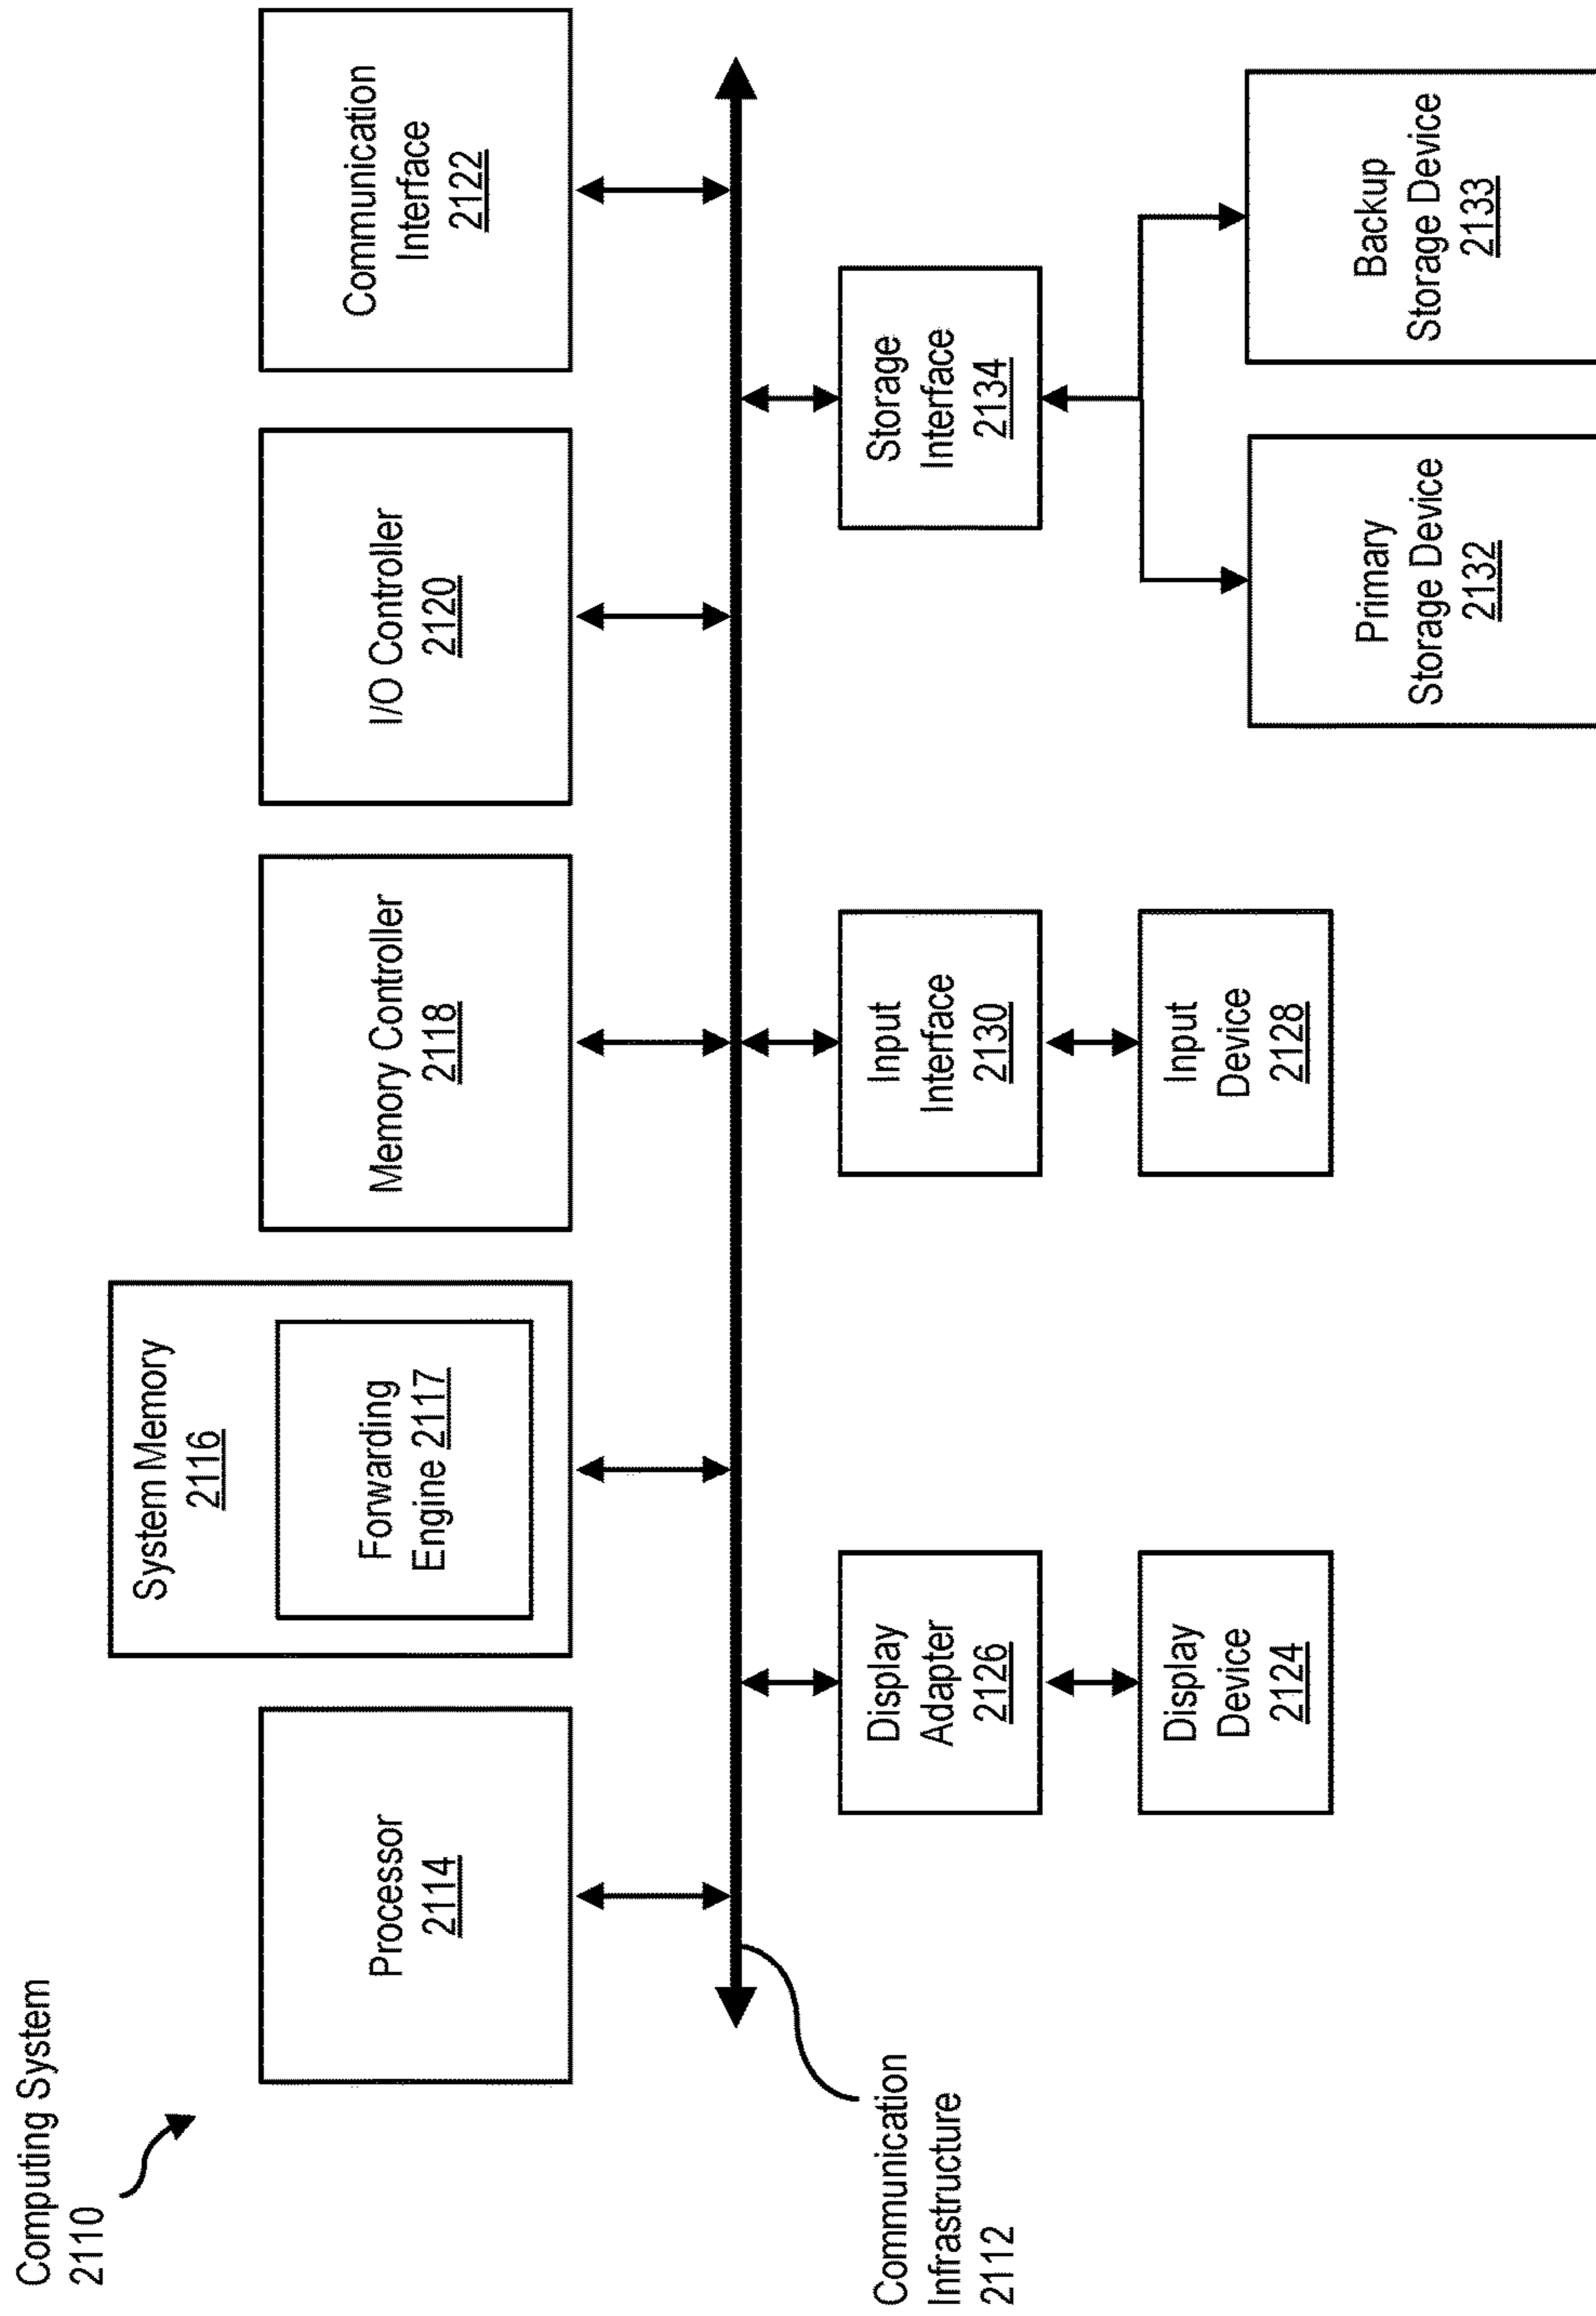 Computing System
2110
Processor
2114
System Memory
2116
Forwarding
Engine 2117
Memory Controller
2118
I/O Controller
2120
Communication
Interface
2122
Communication
Infrastructure
2112
Display
Adapter
2126
Input
Interface
2130
Storage
Interface
2134
Display
Device
2124
Input
Device
2128
Primary
Storage Device
2132
Backup
Storage Device
2133